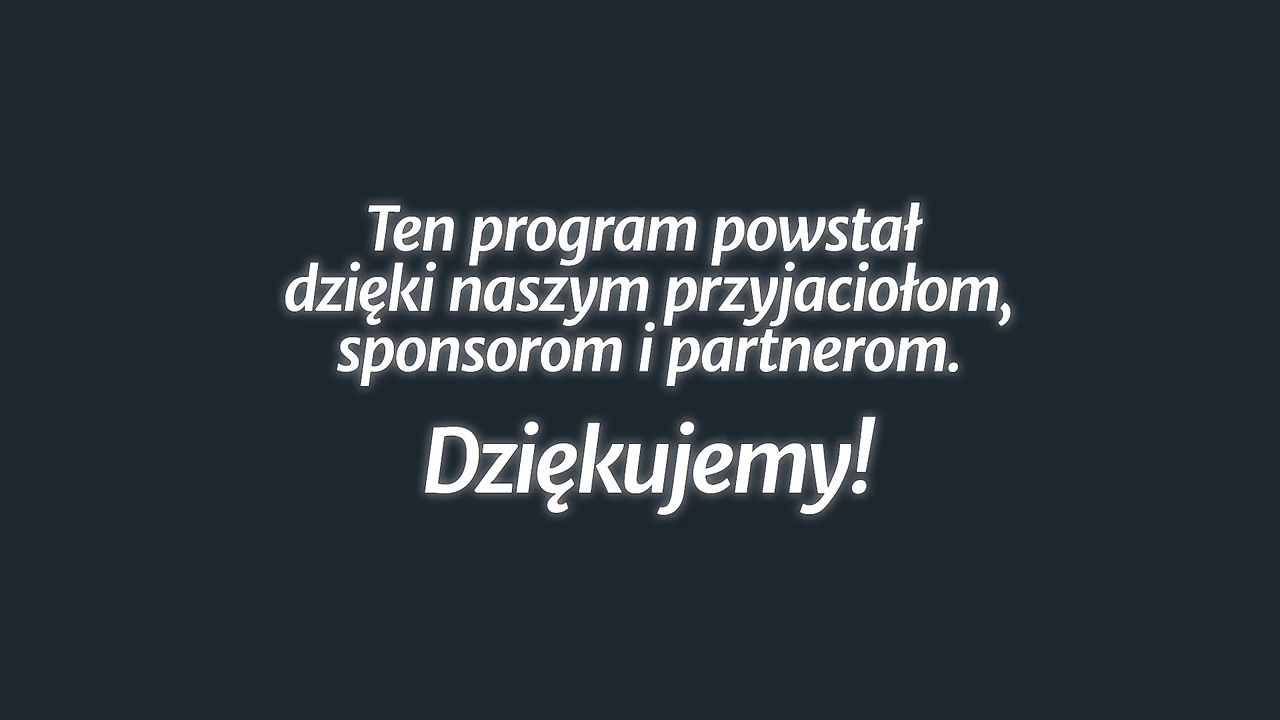 Ten program powstał
dzięki naszym przyjaciołom,
sponsorom i partnerom.
Dziękujemy!